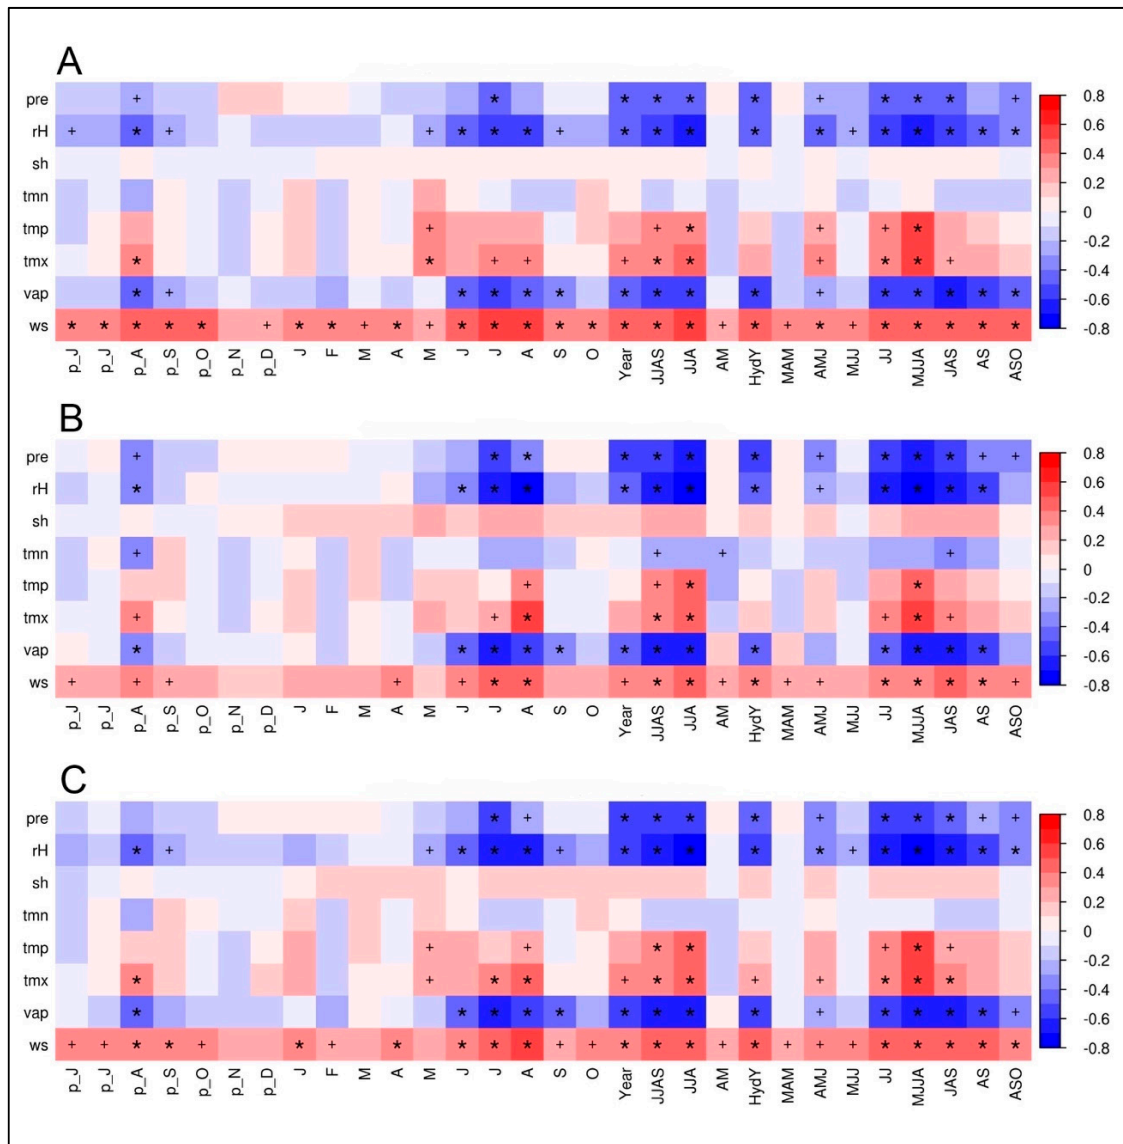 A
pre
rH
sh
tmn
tmp
tmx
vap
ws
p_J p_J p_A p_S p_O p_N p_D J F M A M J J A S O Year JJAS JJA AM HydY MAM AMJ MJJ JJ MJJA JAS AS ASO
0.8
0.6
0.4
0.2
0
-0.2
-0.4
-0.6
-0.8
B
pre
rH
sh
tmn
tmp
tmx
vap
ws
p_J p_J p_A p_S p_O p_N p_D J F M A M J J A S O Year JJAS JJA AM HydY MAM AMJ MJJ JJ MJJA JAS AS ASO
0.8
0.6
0.4
0.2
0
-0.2
-0.4
-0.6
-0.8
C
pre
rH
sh
tmn
tmp
tmx
vap
ws
p_J p_J p_A p_S p_O p_N p_D J F M A M J J A S O Year JJAS JJA AM HydY MAM AMJ MJJ JJ MJJA JAS AS ASO
0.8
0.6
0.4
0.2
0
-0.2
-0.4
-0.6
-0.8